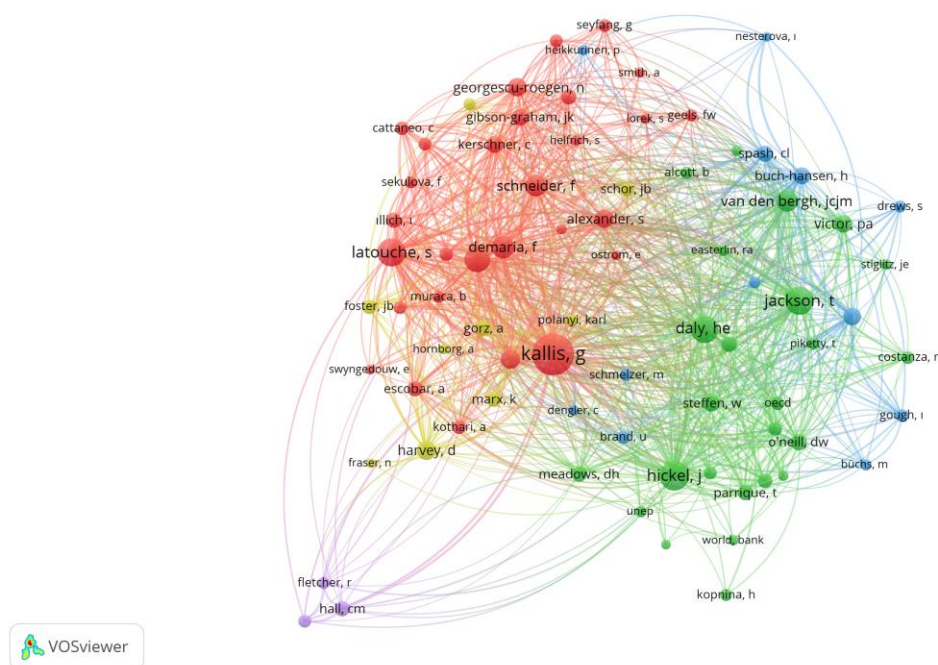 seyfang, g
nesterova, ı
heikkurinen, p
smith, a
georgescu-roegen, n
gibson-graham, jk
lorek, s
geels, fw
cattaneo, c
helfrich, s
kerschner, c
spash, cl
alcott, b
buch-hansen, h
sekulova, f
schneider, f
schor, jb
van den bergh, jcjm
drews, s
ıllich, ı
alexander, s
victor, pa
latouche, s
demaria, f
ostrom, e
easterlin, ra
stiglitz, je
muraca, b
foster, jb
jackson, t
polanyi, karl
gorz, a
daly, he
hornborg, a
kallis, g
piketty, t
costanza, r
swyngedouw, e
schmelzer, m
escobar, a
marx, k
dengler, c
steffen, w
oecd
gough, ı
kothari, a
brand, u
o'neill, dw
harvey, d
fraser, n
büchs, m
meadows, dh
hickel, j
parrique, t
unep
world, bank
fletcher, r
kopnina, h
hall, cm
VOSviewer